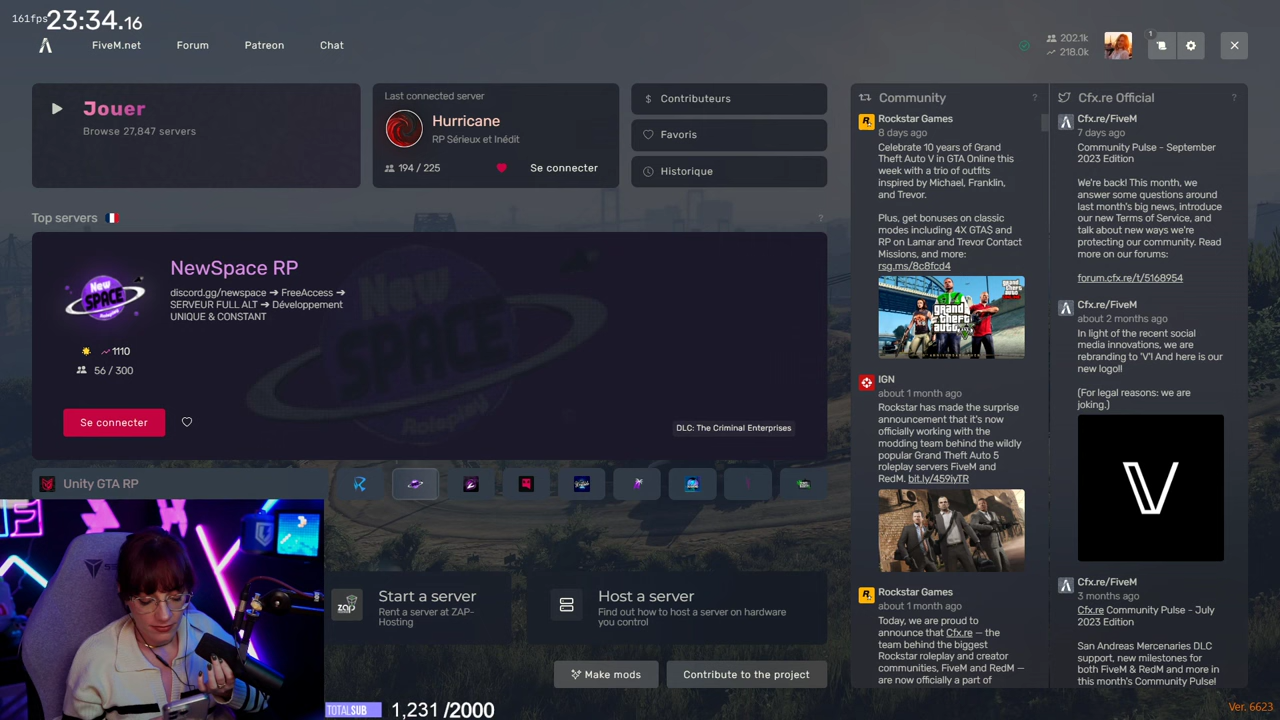 161fps
23:34.16
FiveM.net
Forum
Patreon
Chat
202.1k
218.0k
1
Jouer
Browse 27,847 servers
Last connected server
Hurricane
RP Sérieux et Inédit
194 / 225
Se connecter
$ Contributeurs
Favoris
Historique
Top servers
?
NewSpace RP
discord.gg/newspace ➔ FreeAccess ➔
SERVEUR FULL ALT ➔ Dévelopement
UNIQUE & CONSTANT
New
SPACE
1110
56 / 300
Se connecter
DLC: The Criminal Enterprises
Unity GTA RP
ZAP
Start a server
Rent a server at ZAP-
Hosting
Host a server
Find out how to host a server on hardware
you control
Make mods
Contribute to the project
TOTALSUB
1,231 /2000
Community
?
Rockstar Games
8 days ago
Celebrate 10 years of Grand
Theft Auto V in GTA Online this
week with a trio of outfits
inspired by Michael, Franklin,
and Trevor.
Plus, get bonuses on classic
modes including 4X GTA$ and
RP on Lamar and Trevor Contact
Missions, and more:
rsg.ms/8c8fcd4
grand
theft
auto
IGN
about 1 month ago
Rockstar has made the surprise
announcement that it's now
officially working with the
modding team behind the wildly
popular Grand Theft Auto 5
roleplay servers FiveM and
RedM. bit.ly/459iyTR
Rockstar Games
about 1 month ago
Today, we are proud to
announce that Cfx.re — the
team behind the biggest
Rockstar roleplay and creator
communities, FiveM and RedM —
are now officially a part of
Cfx.re Official
?
Cfx.re/FiveM
7 days ago
Community Pulse - September
2023 Edition
We're back! This month, we
answer some questions around
last month's big news, introduce
our new Terms of Service, and
talk about new ways we're
protecting our community. Read
more on our forums:
forum.cfx.re/t/5168954
Cfx.re/FiveM
about 2 months ago
In light of the recent social
media innovations, we are
rebranding to 'V'! And here is our
new logo!!
(For legal reasons: we are
joking.)
V
Cfx.re/FiveM
3 months ago
Cfx.re Community Pulse - July
2023 Edition
San Andreas Mercenaries DLC
support, new milestones for
both FiveM & RedM and more in
this month's Community Pulse!
Ver. 6623